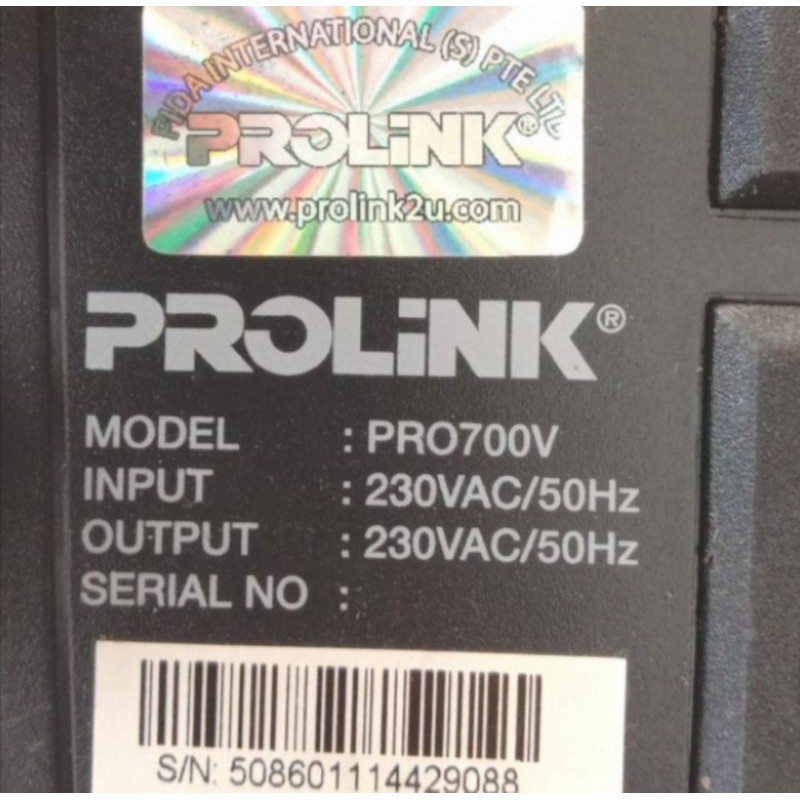 FIDA INTERNATIONAL (S) PTE LTD
PROLiNK®
www.prolink2u.com
PROLiNK®
MODEL : PRO700V
INPUT : 230VAC/50Hz
OUTPUT : 230VAC/50Hz
SERIAL NO :
S/N: 508601114429088